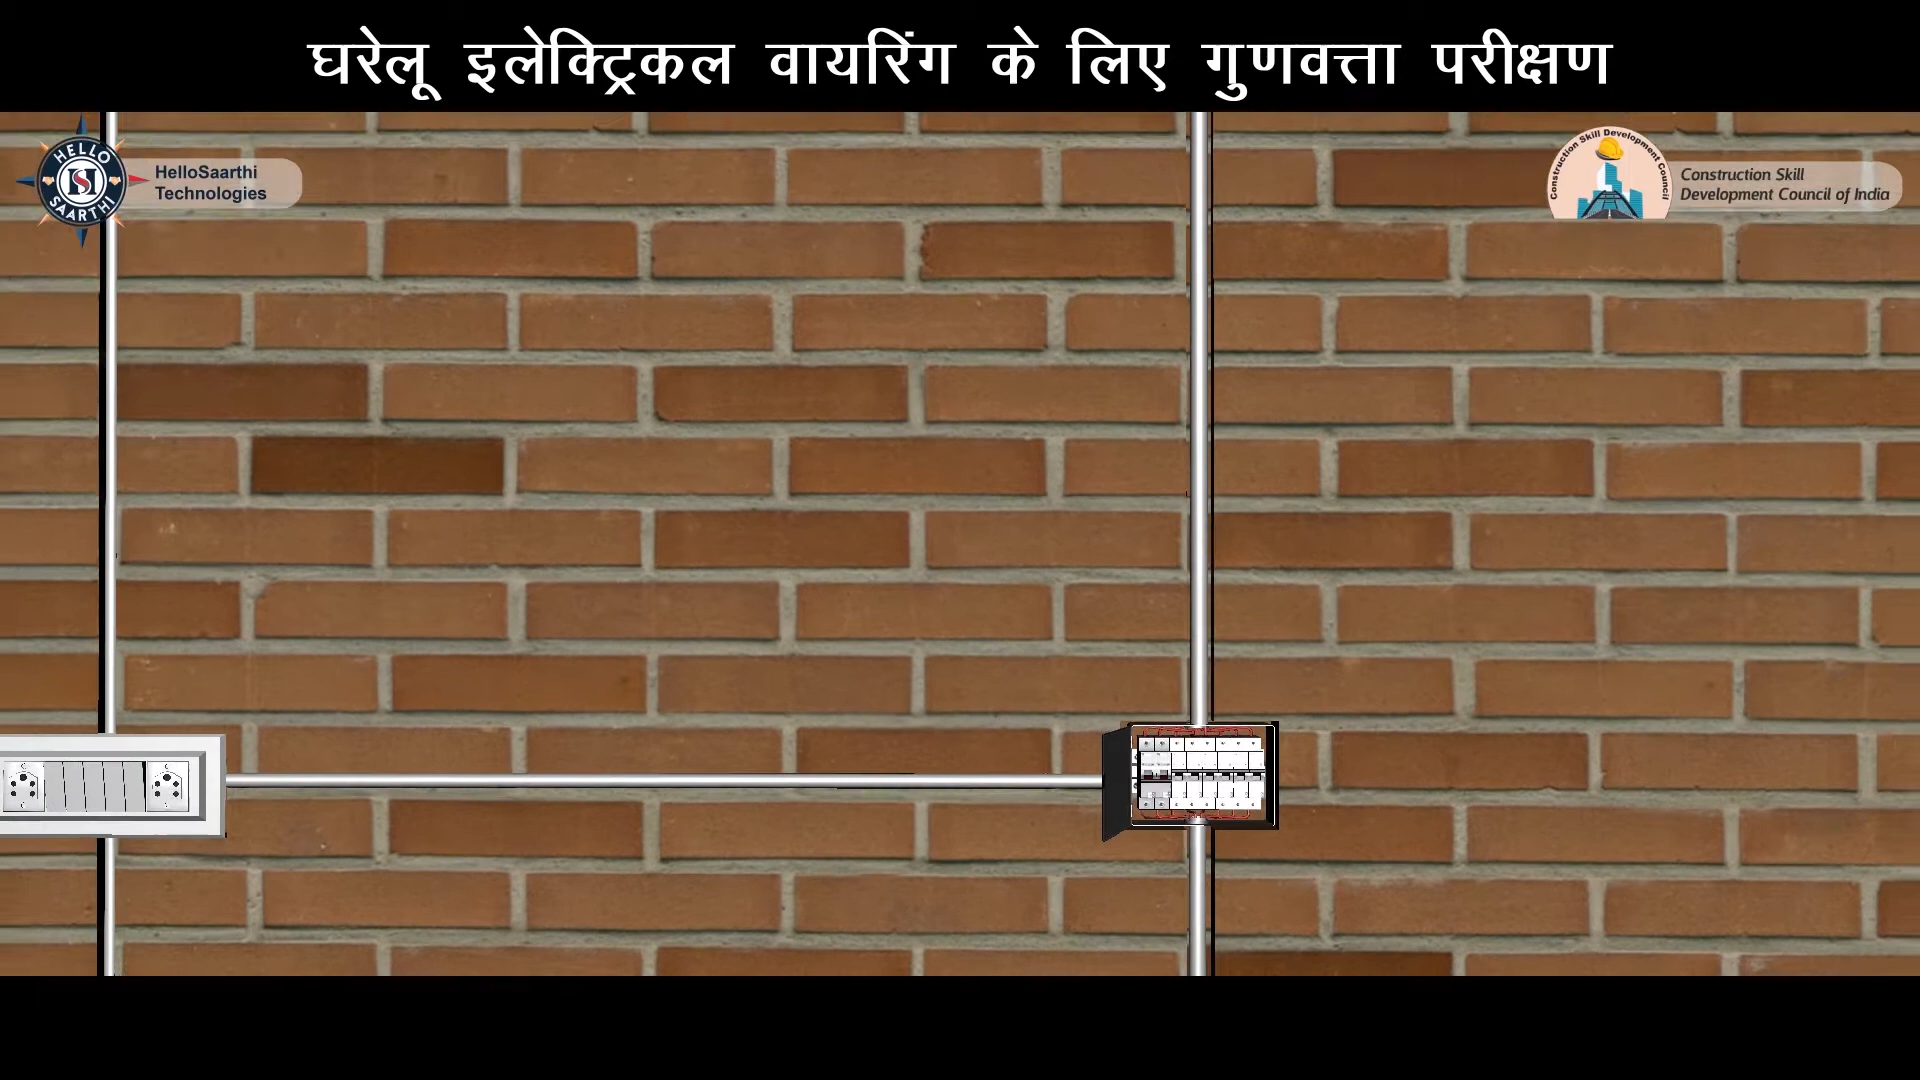 घरेलू इलेक्ट्रिकल वायरिंग के लिए गुणवत्ता परीक्षण
HELLO
SAARTHI
HelloSaarthi
Technologies
Construction Skill Development Council
Construction Skill
Development Council of India